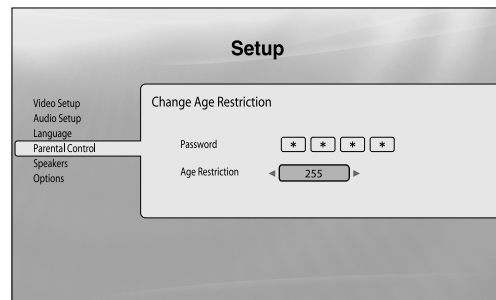 Setup
Video Setup
Audio Setup
Language
Parental Control
Speakers
Options
Change Age Restriction
Password * * * *
Age Restriction ◀ 255 ▶